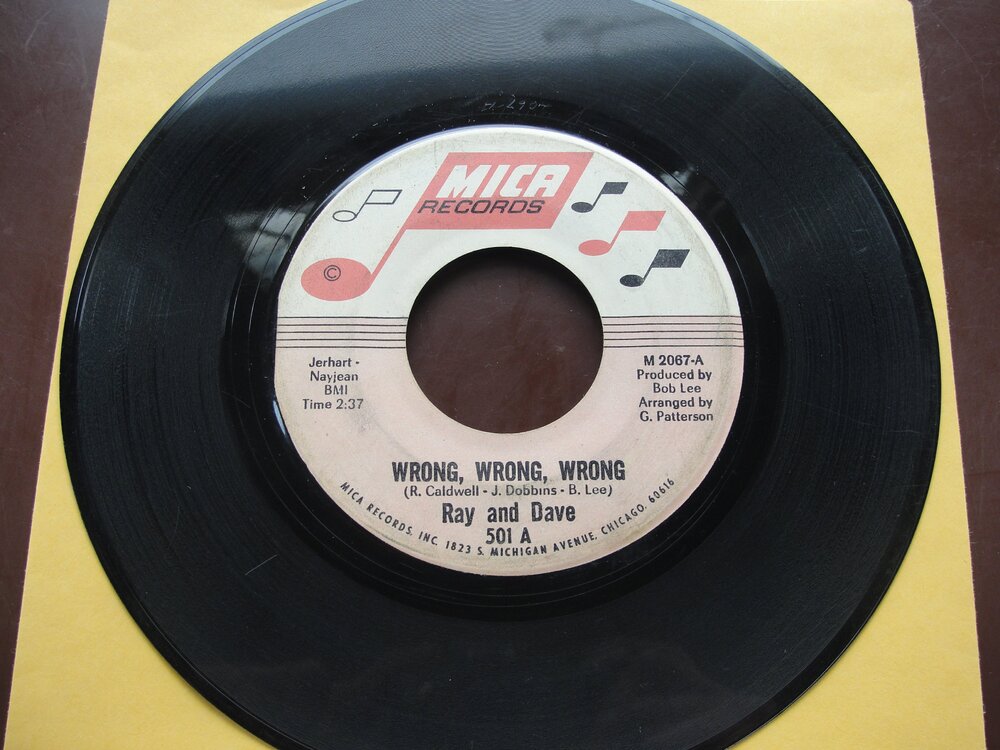 MICA
RECORDS
©
Jerhart -
Nayjean
BMI
Time 2:37
M 2067-A
Produced by
Bob Lee
Arranged by
G. Patterson
WRONG, WRONG, WRONG
(R. Caldwell - J. Dobbins - B. Lee)
Ray and Dave
501 A
MICA RECORDS, INC. 1823 S. MICHIGAN AVENUE, CHICAGO, 60616